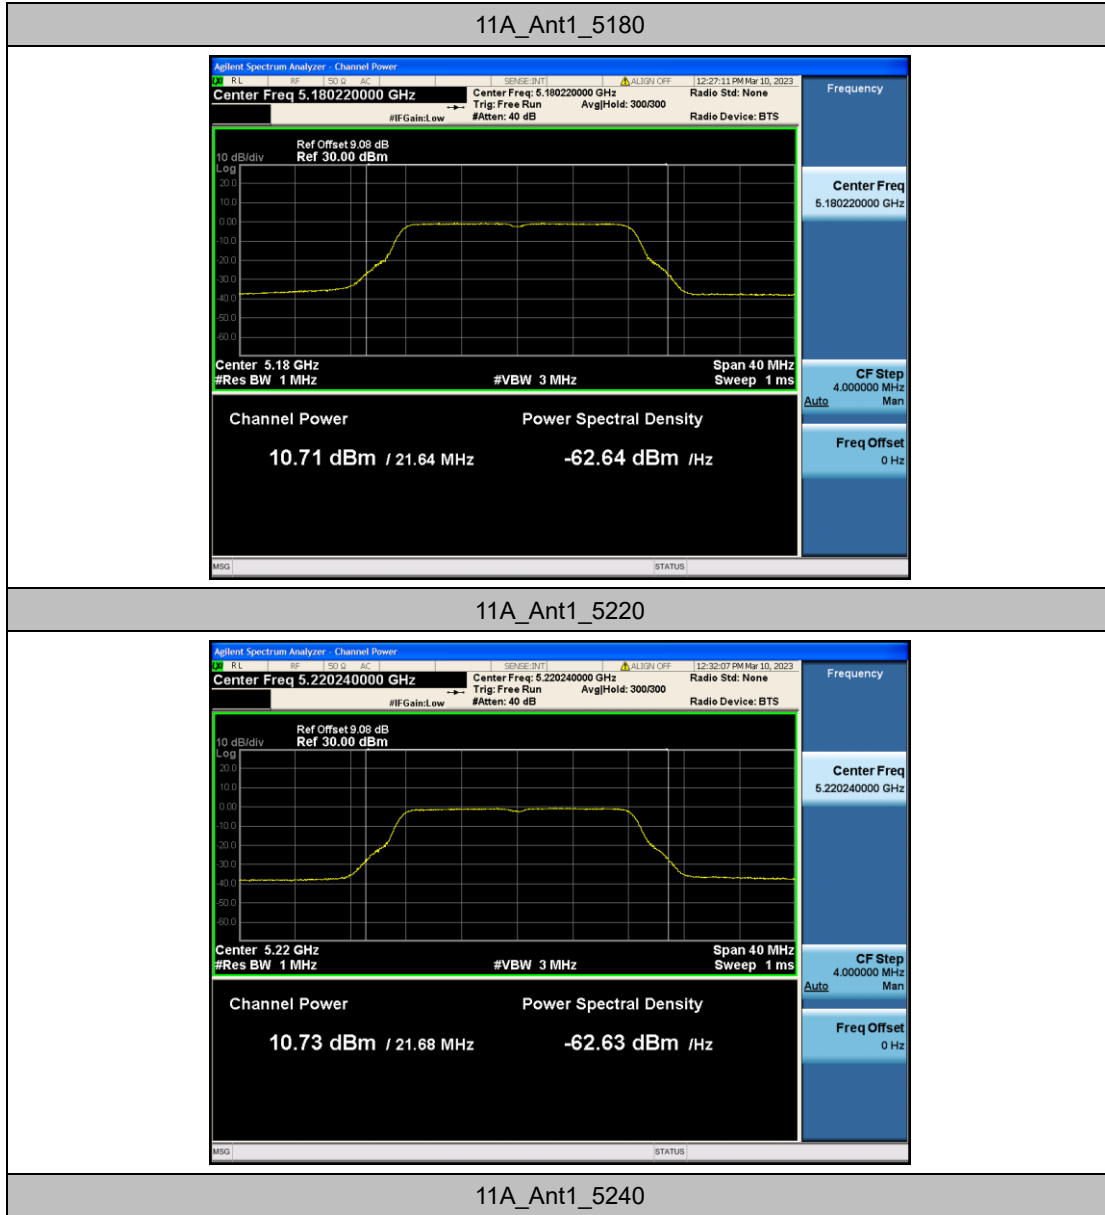 11A_Ant1_5180
Agilent Spectrum Analyzer - Channel Power
RL RF 50 Ω AC SENSE:INT ALIGN OFF 12:27:11 PM Mar 10, 2023
Center Freq 5.180220000 GHz
Center Freq: 5.180220000 GHz
Radio Std: None
Trig: Free Run Avg|Hold: 300/300
#IFGain:Low
#Atten: 40 dB
Radio Device: BTS
Frequency
Ref Offset 9.08 dB
10 dB/div Ref 30.00 dBm
Log
20.0
10.0
0.00
-10.0
-20.0
-30.0
-40.0
-50.0
-60.0
Center 5.18 GHz Span 40 MHz
#Res BW 1 MHz #VBW 3 MHz Sweep 1 ms
Center Freq
5.180220000 GHz
CF Step
4.000000 MHz
Auto Man
Freq Offset
0 Hz
Channel Power Power Spectral Density
10.71 dBm / 21.64 MHz -62.64 dBm /Hz
MSG STATUS
11A_Ant1_5220
Agilent Spectrum Analyzer - Channel Power
RL RF 50 Ω AC SENSE:INT ALIGN OFF 12:32:07 PM Mar 10, 2023
Center Freq 5.220240000 GHz
Center Freq: 5.220240000 GHz
Radio Std: None
Trig: Free Run Avg|Hold: 300/300
#IFGain:Low
#Atten: 40 dB
Radio Device: BTS
Frequency
Ref Offset 9.08 dB
10 dB/div Ref 30.00 dBm
Log
20.0
10.0
0.00
-10.0
-20.0
-30.0
-40.0
-50.0
-60.0
Center 5.22 GHz Span 40 MHz
#Res BW 1 MHz #VBW 3 MHz Sweep 1 ms
Center Freq
5.220240000 GHz
CF Step
4.000000 MHz
Auto Man
Freq Offset
0 Hz
Channel Power Power Spectral Density
10.73 dBm / 21.68 MHz -62.63 dBm /Hz
MSG STATUS
11A_Ant1_5240